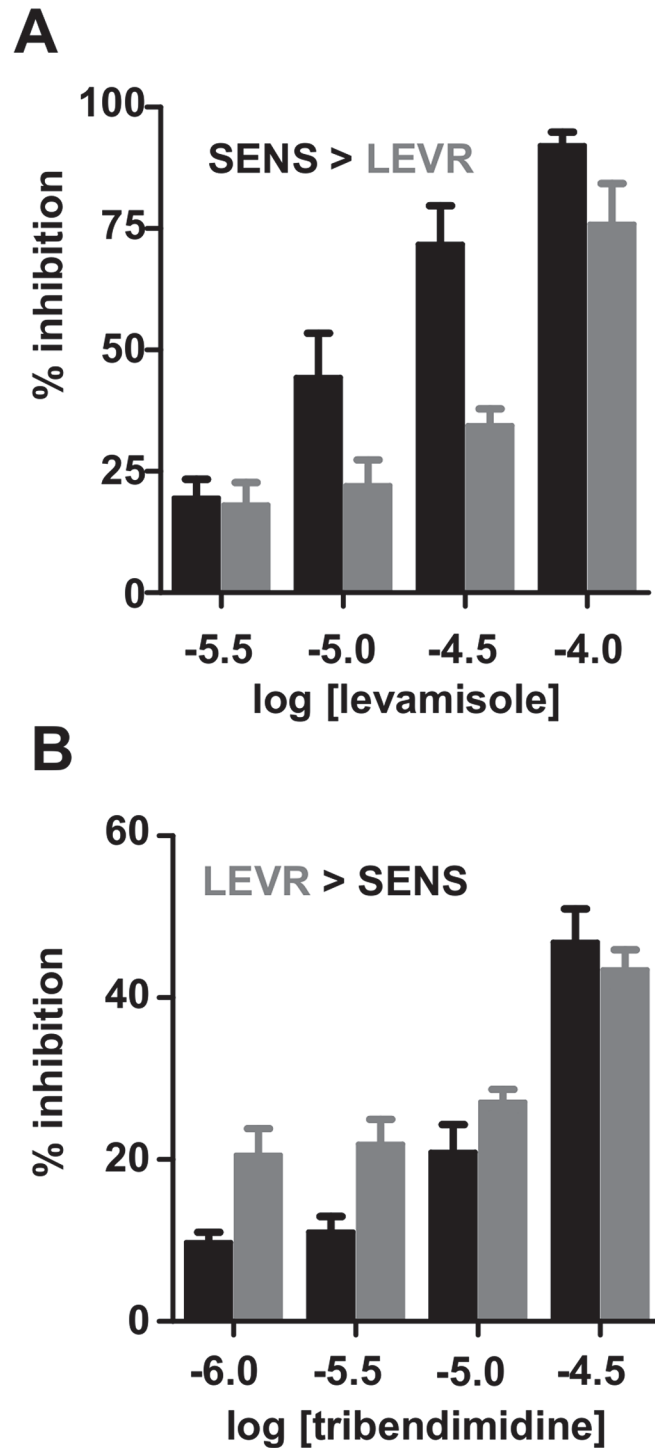 A
100
SENS > LEVR
75
50
25
0
% inhibition
-5.5 -5.0 -4.5 -4.0
log [levamisole]
B
60
LEVR > SENS
40
20
0
% inhibition
-6.0 -5.5 -5.0 -4.5
log [tribendimidine]